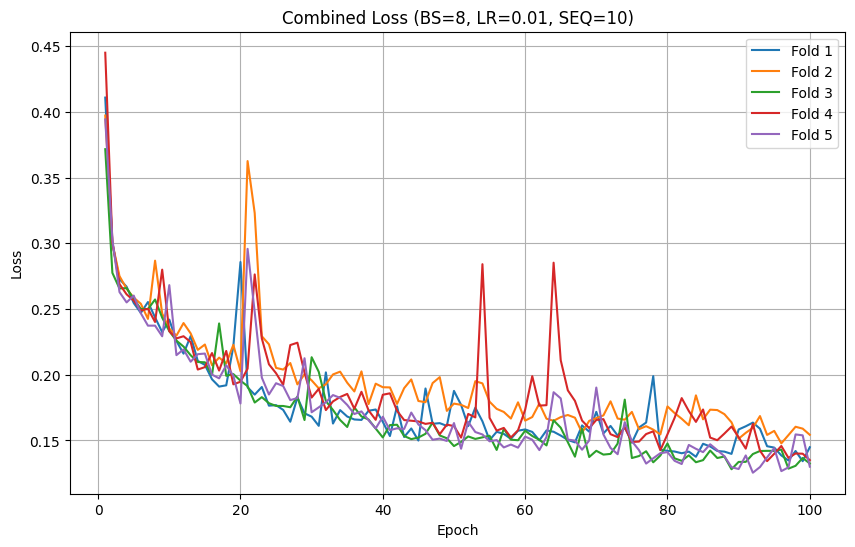 Combined Loss (BS=8, LR=0.01, SEQ=10)
Loss
0.45
0.40
0.35
0.30
0.25
0.20
0.15
Fold 1
Fold 2
Fold 3
Fold 4
Fold 5
0 20 40 60 80 100
Epoch